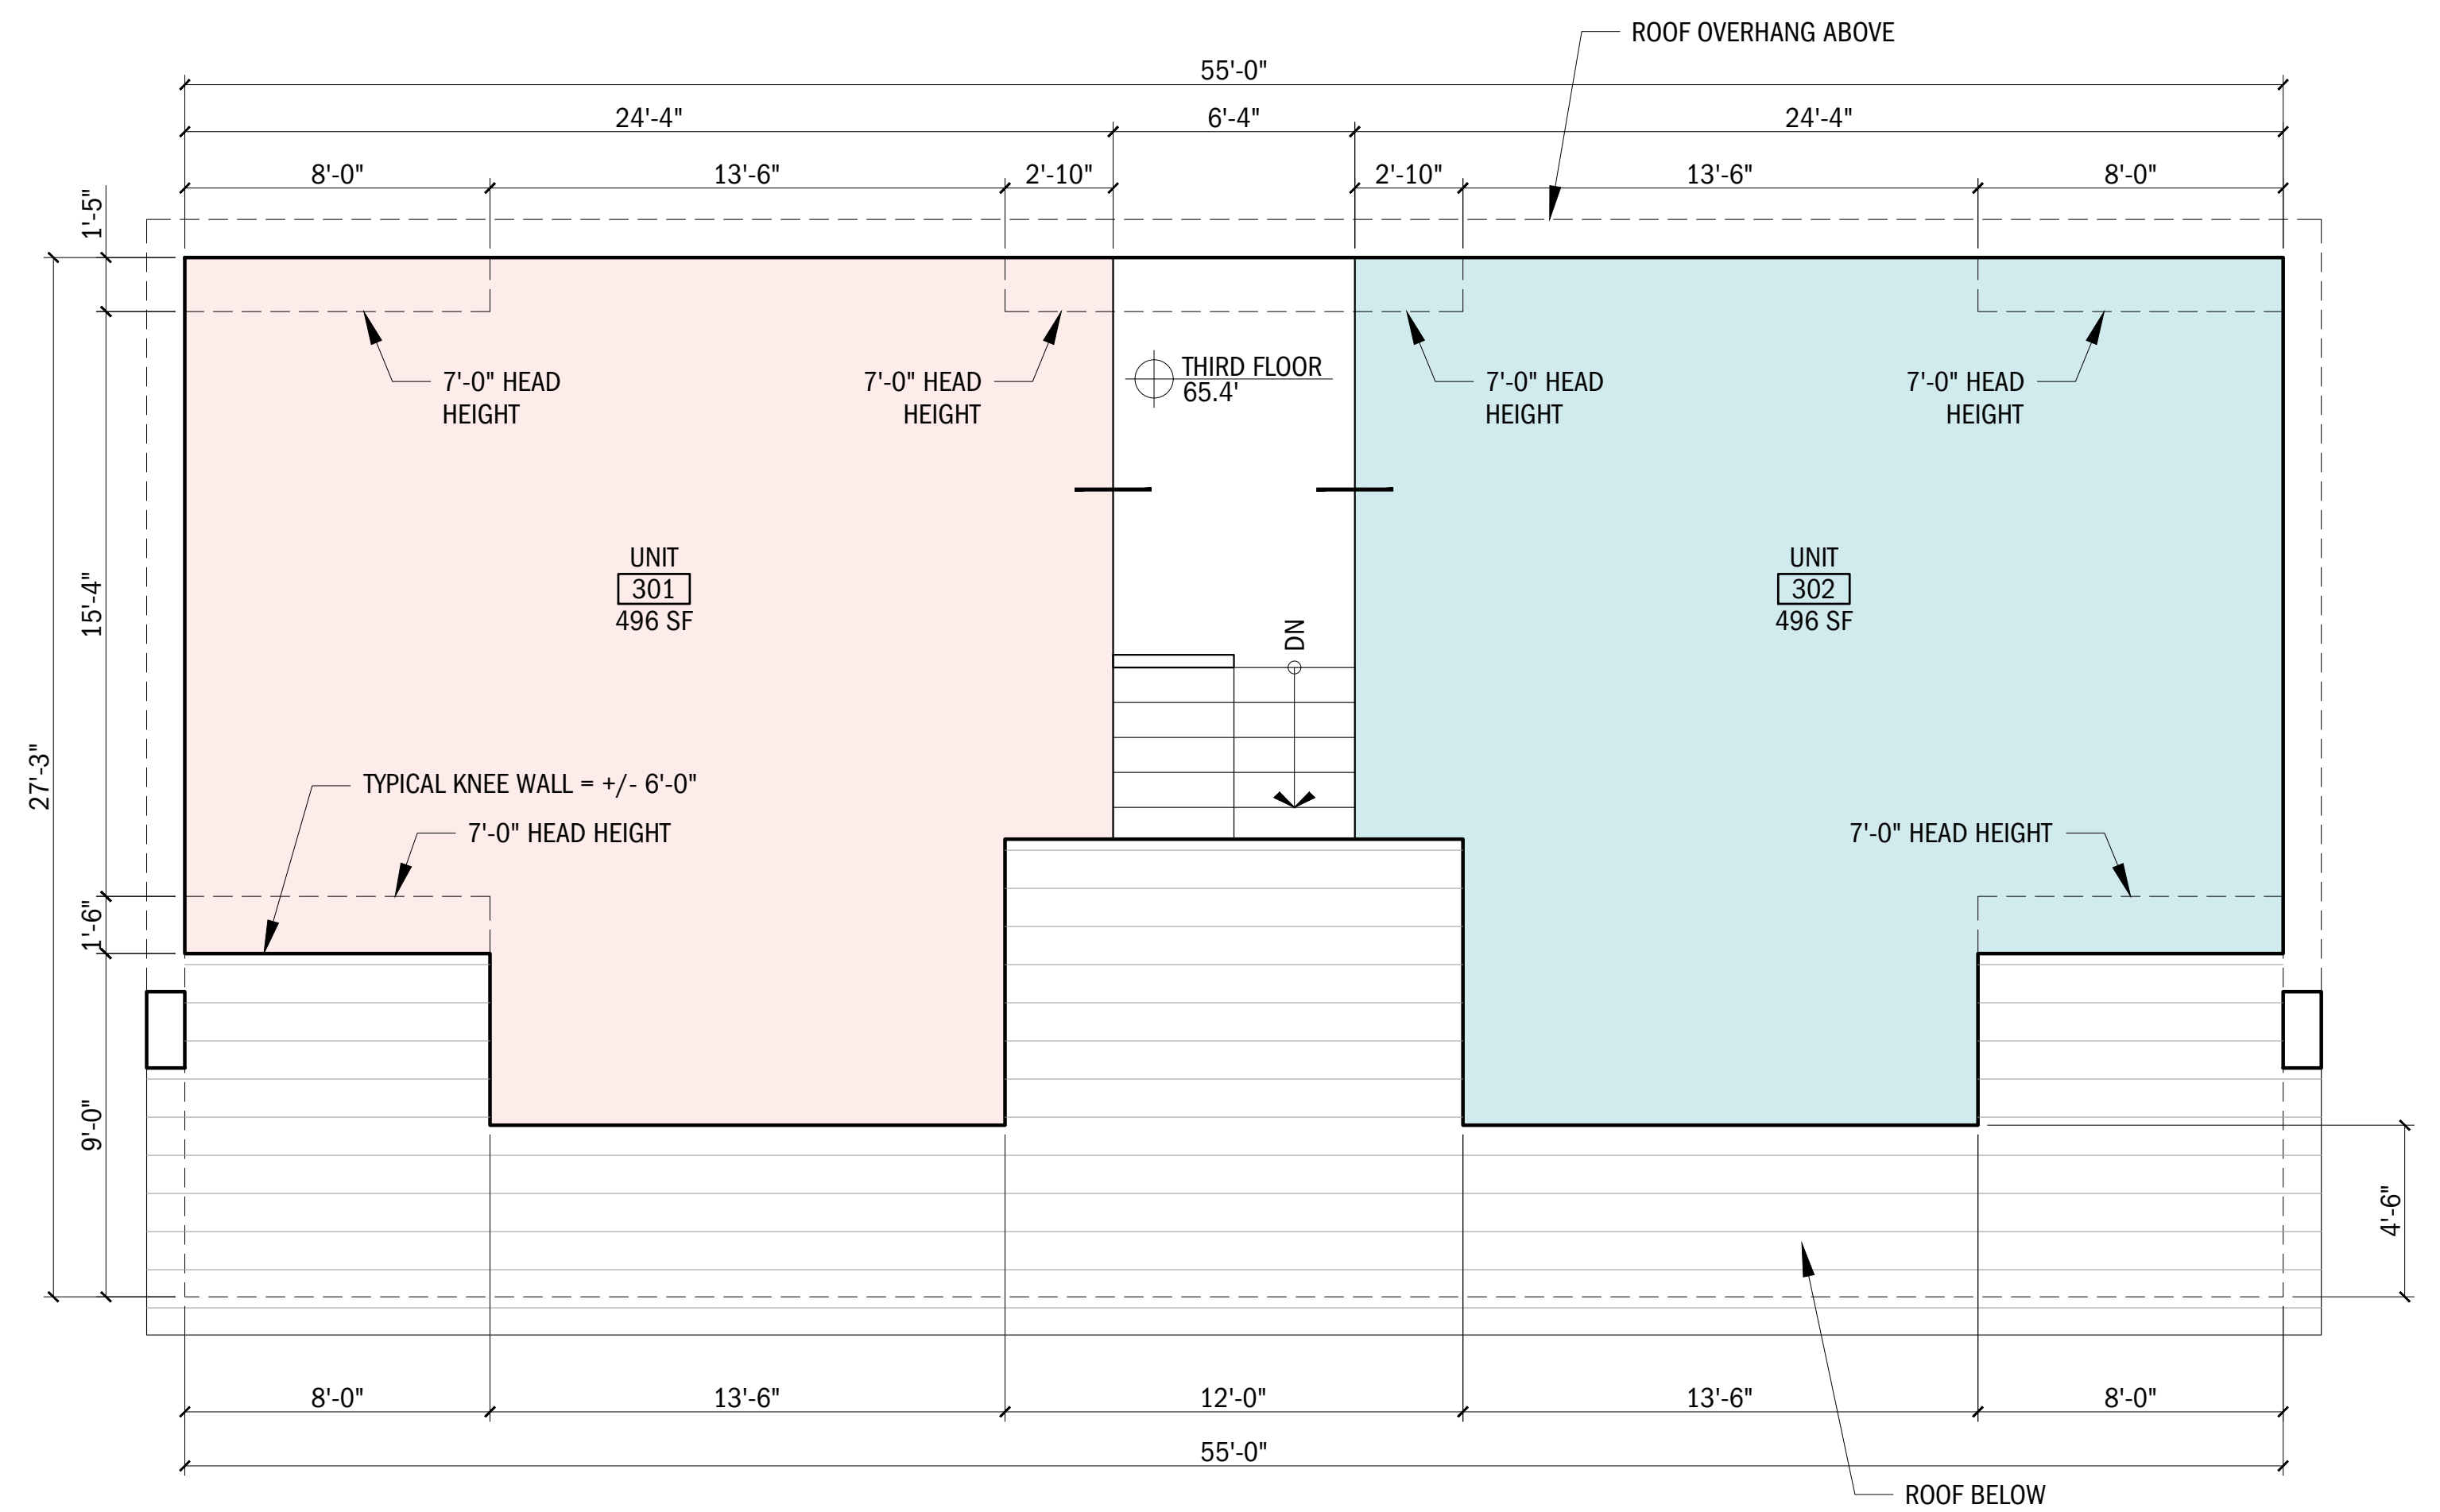 ROOF OVERHANG ABOVE
55'-0"
24'-4"
6'-4"
24'-4"
8'-0"
13'-6"
2'-10"
2'-10"
13'-6"
8'-0"
1'-5"
7'-0" HEAD
HEIGHT
7'-0" HEAD
HEIGHT
THIRD FLOOR
65.4'
7'-0" HEAD
HEIGHT
7'-0" HEAD
HEIGHT
UNIT
301
496 SF
UNIT
302
496 SF
15'-4"
DN
27'-3"
TYPICAL KNEE WALL = +/- 6'-0"
7'-0" HEAD HEIGHT
7'-0" HEAD HEIGHT
1'-6"
9'-0"
4'-6"
8'-0"
13'-6"
12'-0"
13'-6"
8'-0"
55'-0"
ROOF BELOW